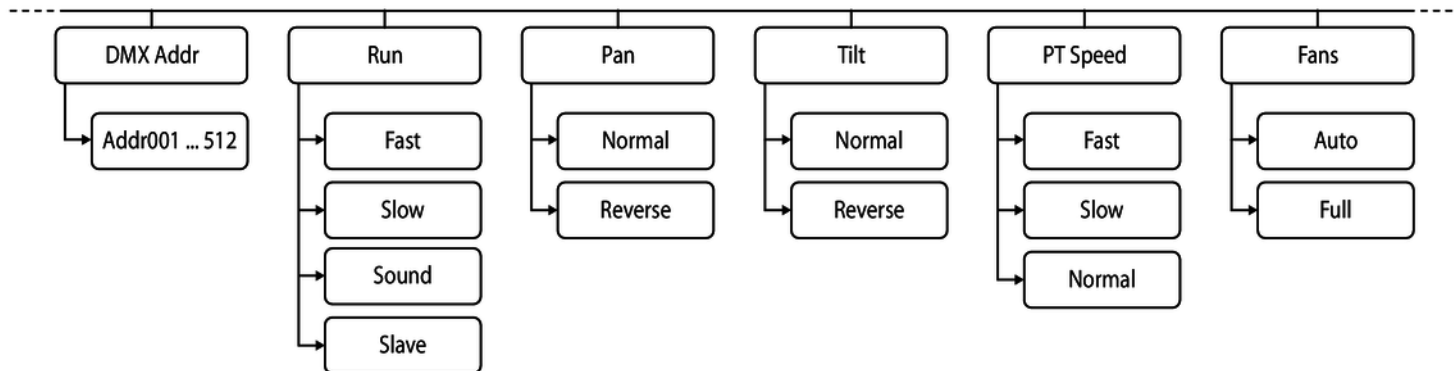 DMX Addr
Addr001 ... 512
Run
Fast
Slow
Sound
Slave
Pan
Normal
Reverse
Tilt
Normal
Reverse
PT Speed
Fast
Slow
Normal
Fans
Auto
Full